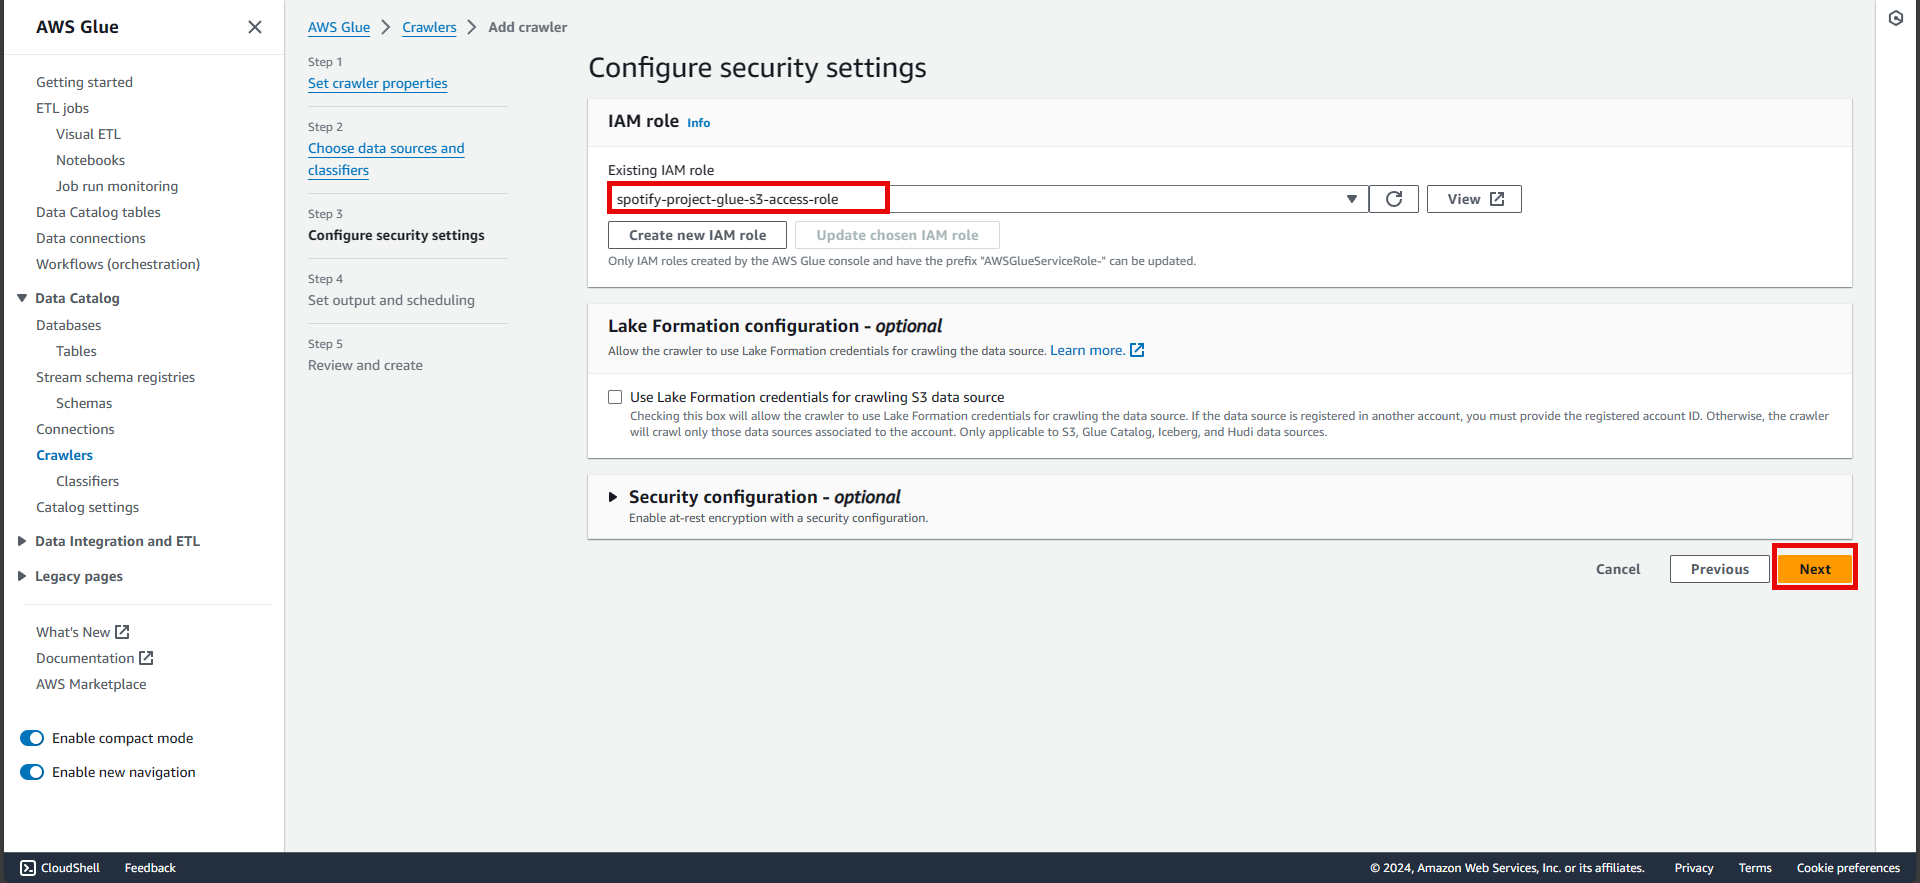 AWS Glue
Getting started
ETL jobs
Visual ETL
Notebooks
Job run monitoring
Data Catalog tables
Data connections
Workflows (orchestration)
Data Catalog
Databases
Tables
Stream schema registries
Schemas
Connections
Crawlers
Classifiers
Catalog settings
Data Integration and ETL
Legacy pages
What's New
Documentation
AWS Marketplace
Enable compact mode
Enable new navigation
AWS Glue > Crawlers > Add crawler
Step 1
Set crawler properties
Step 2
Choose data sources and
classifiers
Step 3
Configure security settings
Step 4
Set output and scheduling
Step 5
Review and create
Configure security settings
IAM role Info
Existing IAM role
spotify-project-glue-s3-access-role
View
Create new IAM role
Update chosen IAM role
Only IAM roles created by the AWS Glue console and have the prefix "AWSGlueServiceRole-" can be updated.
Lake Formation configuration - optional
Allow the crawler to use Lake Formation credentials for crawling the data source. Learn more.
Use Lake Formation credentials for crawling S3 data source
Checking this box will allow the crawler to use Lake Formation credentials for crawling the data source. If the data source is registered in another account, you must provide the registered account ID. Otherwise, the crawler
will crawl only those data sources associated to the account. Only applicable to S3, Glue Catalog, Iceberg, and Hudi data sources.
Security configuration - optional
Enable at-rest encryption with a security configuration.
Cancel
Previous
Next
CloudShell
Feedback
© 2024, Amazon Web Services, Inc. or its affiliates.
Privacy
Terms
Cookie preferences